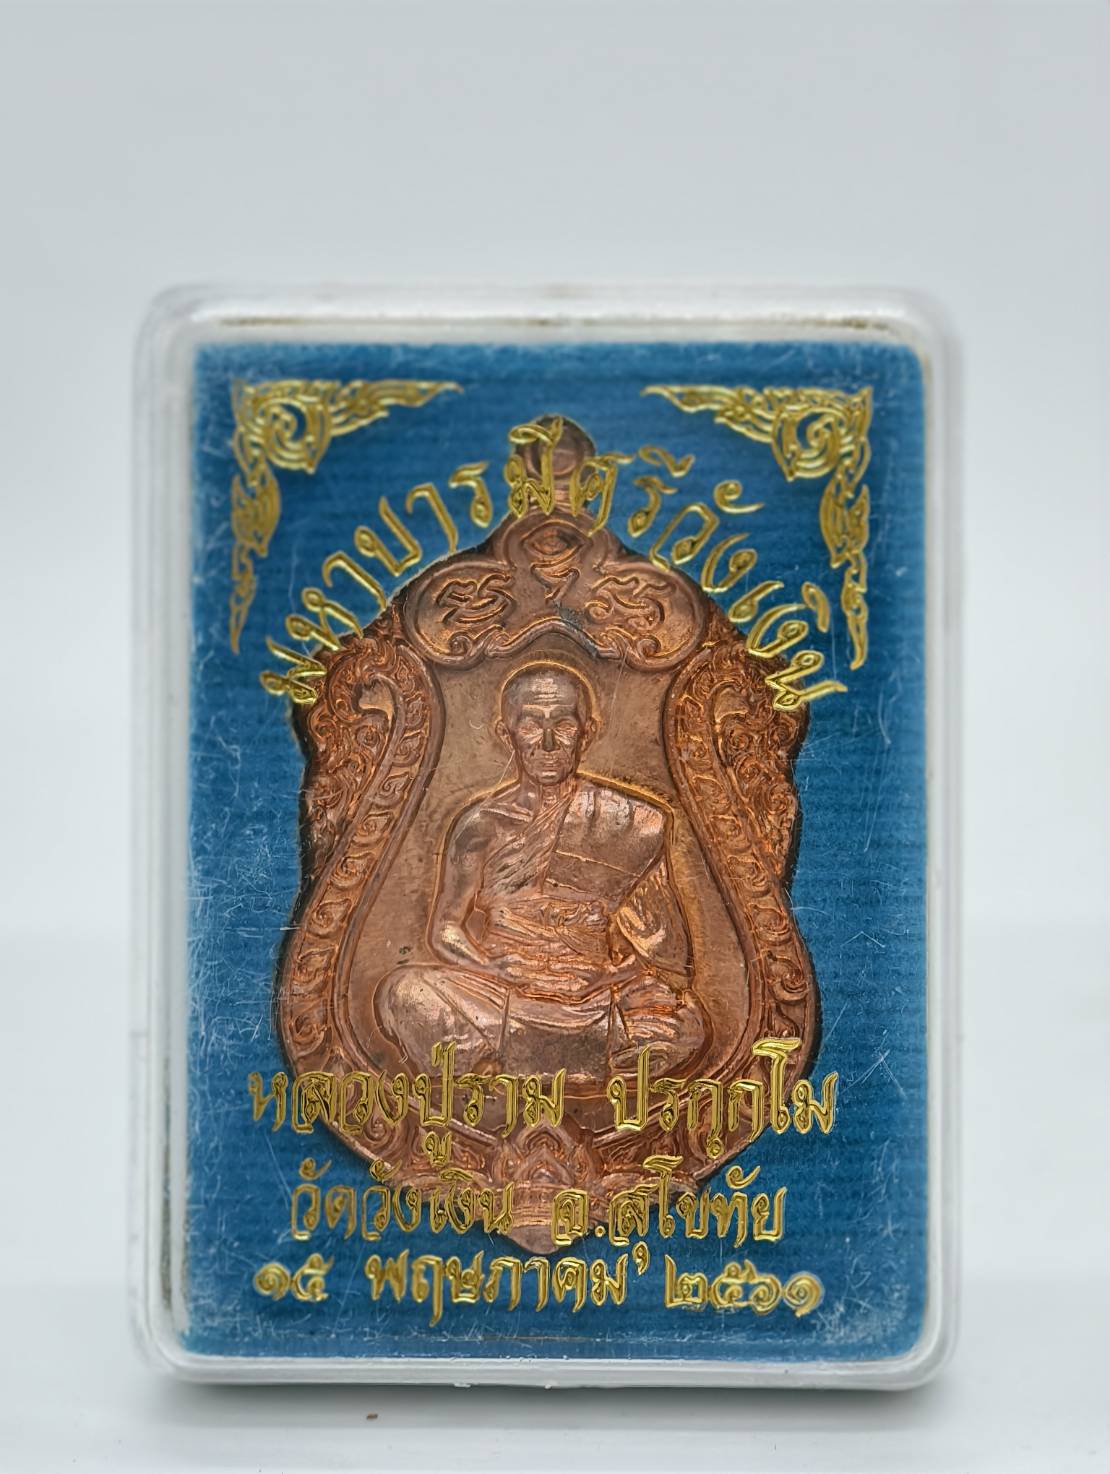 มหาบารมีศรีวังเงิน
หลวงปู่ราม ปรกฺกโม
วัดวังเงิน จ.สุโขทัย
๑๕ พฤษภาคม ๒๕๖๑